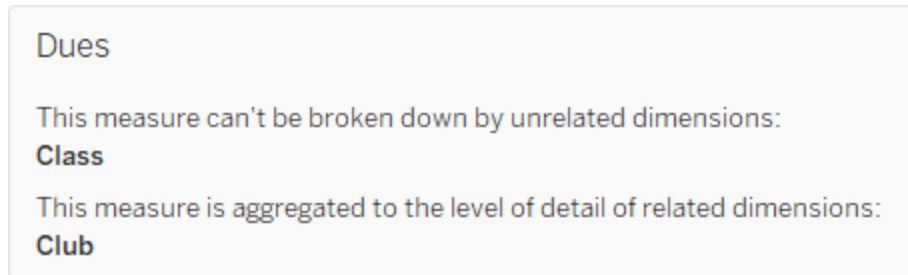 Dues
This measure can't be broken down by unrelated dimensions:
Class
This measure is aggregated to the level of detail of related dimensions:
Club